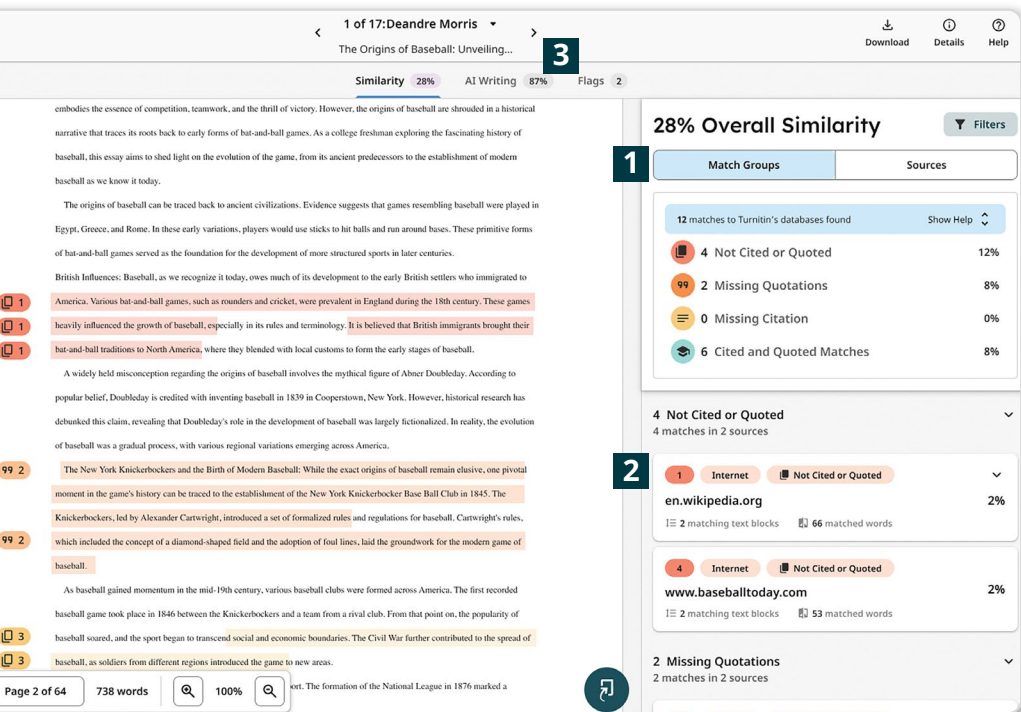 1 of 17:Deandre Morris
The Origins of Baseball: Unveiling...
Download
Details
Help
3
Similarity 28%
AI Writing 87%
Flags 2
embodies the essence of competition, teamwork, and the thrill of victory. However, the origins of baseball are shrouded in a historical
narrative that traces its roots back to early forms of bat-and-ball games. As a college freshman exploring the fascinating history of
baseball, this essay aims to shed light on the evolution of the game, from its ancient predecessors to the establishment of modern
baseball as we know it today.
The origins of baseball can be traced back to ancient civilizations. Evidence suggests that games resembling baseball were played in
Egypt, Greece, and Rome. In these early variations, players would use sticks to hit balls and run around bases. These primitive forms
of bat-and-ball games served as the foundation for the development of more structured sports in later centuries.
British Influences: Baseball, as we recognize it today, owes much of its development to the early British settlers who immigrated to
1 America. Various bat-and-ball games, such as rounders and cricket, were prevalent in England during the 18th century. These games
1 heavily influenced the growth of baseball, especially in its rules and terminology. It is believed that British immigrants brought their
1 bat-and-ball traditions to North America, where they blended with local customs to form the early stages of baseball.
A widely held misconception regarding the origins of baseball involves the mythical figure of Abner Doubleday. According to
popular belief, Doubleday is credited with inventing baseball in 1839 in Cooperstown, New York. However, historical research has
debunked this claim, revealing that Doubleday's role in the development of baseball was largely fictionalized. In reality, the evolution
of baseball was a gradual process, with various regional variations emerging across America.
99 2 The New York Knickerbockers and the Birth of Modern Baseball: While the exact origins of baseball remain elusive, one pivotal
moment in the game's history can be traced to the establishment of the New York Knickerbocker Base Ball Club in 1845. The
Knickerbockers, led by Alexander Cartwright, introduced a set of formalized rules and regulations for baseball. Cartwright's rules,
99 2 which included the concept of a diamond-shaped field and the adoption of foul lines, laid the groundwork for the modern game of
baseball.
As baseball gained momentum in the mid-19th century, various baseball clubs were formed across America. The first recorded
baseball game took place in 1846 between the Knickerbockers and a team from a rival club. From that point on, the popularity of
3 baseball soared, and the sport began to transcend social and economic boundaries. The Civil War further contributed to the spread of
3 baseball, as soldiers from different regions introduced the game to new areas.
ort. The formation of the National League in 1876 marked a
Page 2 of 64
738 words
100%
28% Overall Similarity
Filters
1
Match Groups
Sources
12 matches to Turnitin's databases found
Show Help
4 Not Cited or Quoted 12%
99 2 Missing Quotations 8%
0 Missing Citation 0%
6 Cited and Quoted Matches 8%
4 Not Cited or Quoted
4 matches in 2 sources
2
1 Internet Not Cited or Quoted
en.wikipedia.org 2%
2 matching text blocks 66 matched words
4 Internet Not Cited or Quoted
www.baseballtoday.com 2%
2 matching text blocks 53 matched words
2 Missing Quotations
2 matches in 2 sources